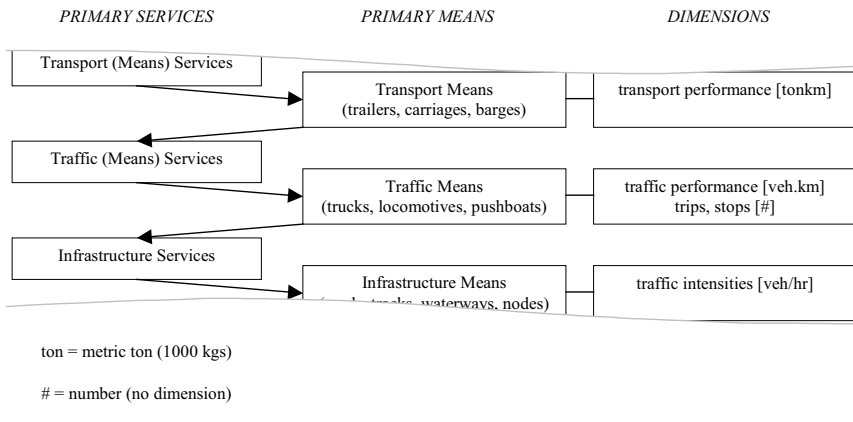 PRIMARY SERVICES PRIMARY MEANS DIMENSIONS
Transport (Means) Services
Transport Means
(trailers, carriages, barges)
transport performance [tonkm]
Traffic (Means) Services
Traffic Means
(trucks, locomotives, pushboats)
traffic performance [veh.km]
trips, stops [#]
Infrastructure Services
Infrastructure Means
waterways, nodes)
traffic intensities [veh/hr]
ton = metric ton (1000 kgs)
# = number (no dimension)